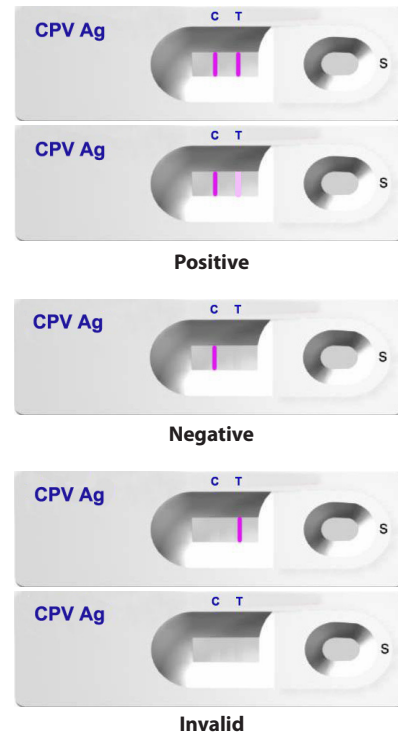 C T
CPV Ag
S
C T
CPV Ag
S
Positive
C T
CPV Ag
S
Negative
C T
CPV Ag
S
C T
CPV Ag
S
Invalid